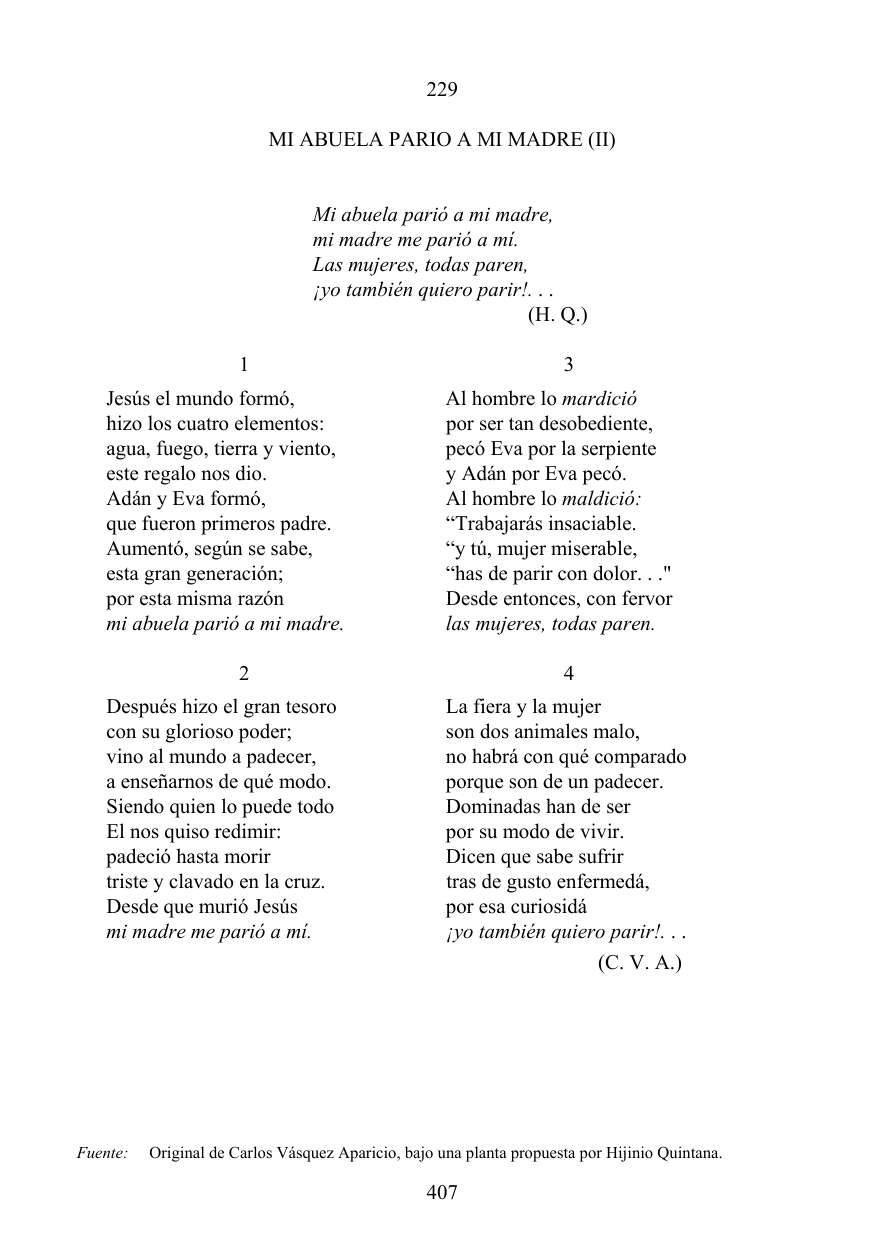 229
MI ABUELA PARIO A MI MADRE (II)
Mi abuela parió a mi madre,
mi madre me parió a mí.
Las mujeres, todas paren,
¡yo también quiero parir!. . .
(H. Q.)
1
Jesús el mundo formó,
hizo los cuatro elementos:
agua, fuego, tierra y viento,
este regalo nos dio.
Adán y Eva formó,
que fueron primeros padre.
Aumentó, según se sabe,
esta gran generación;
por esta misma razón
mi abuela parió a mi madre.
2
Después hizo el gran tesoro
con su glorioso poder;
vino al mundo a padecer,
a enseñarnos de qué modo.
Siendo quien lo puede todo
El nos quiso redimir:
padeció hasta morir
triste y clavado en la cruz.
Desde que murió Jesús
mi madre me parió a mí.
3
Al hombre lo mardició
por ser tan desobediente,
pecó Eva por la serpiente
y Adán por Eva pecó.
Al hombre lo maldició:
“Trabajarás insaciable.
“y tú, mujer miserable,
“has de parir con dolor. . ."
Desde entonces, con fervor
las mujeres, todas paren.
4
La fiera y la mujer
son dos animales malo,
no habrá con qué comparado
porque son de un padecer.
Dominadas han de ser
por su modo de vivir.
Dicen que sabe sufrir
tras de gusto enfermedá,
por esa curiosidá
¡yo también quiero parir!. . .
(C. V. A.)
Fuente: Original de Carlos Vásquez Aparicio, bajo una planta propuesta por Hijinio Quintana.
407